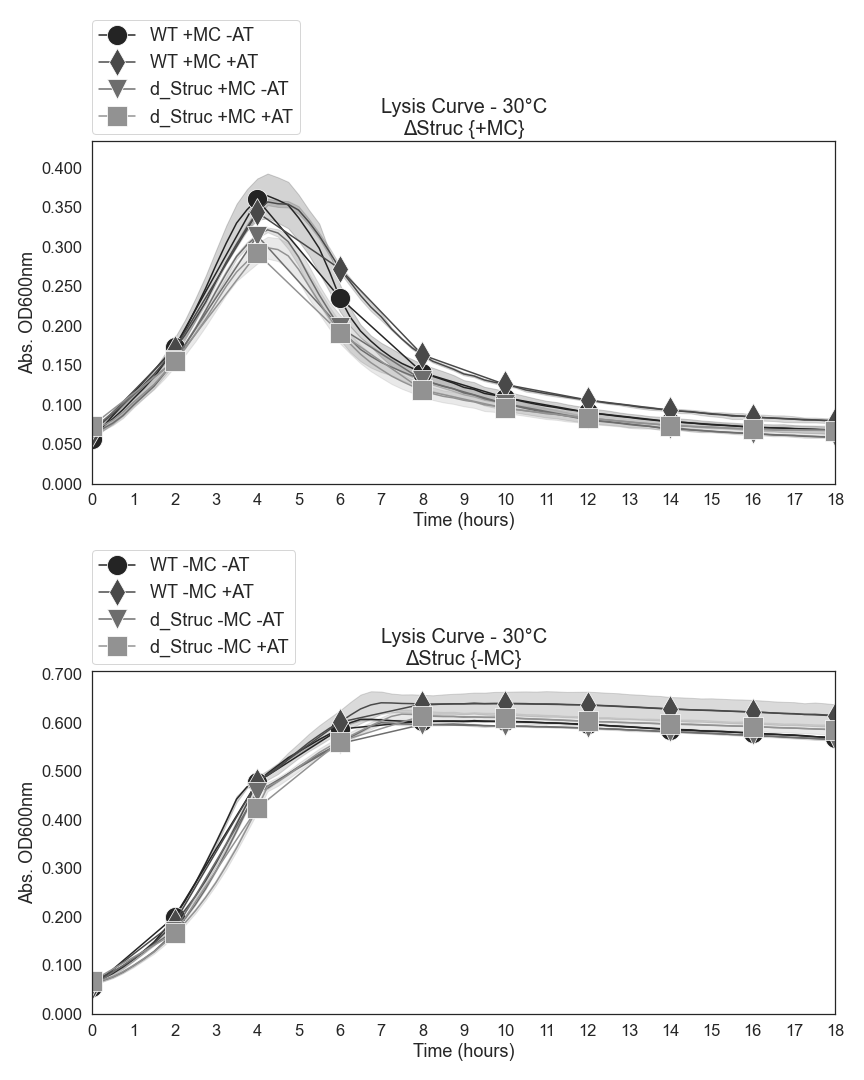 WT +MC -AT
WT +MC +AT
d_Struc +MC -AT
d_Struc +MC +AT
Lysis Curve - 30°C
ΔStruc {+MC}
0.400
0.350
0.300
0.250
0.200
0.150
0.100
0.050
0.000
Abs. OD600nm
0 1 2 3 4 5 6 7 8 9 10 11 12 13 14 15 16 17 18
Time (hours)
WT -MC -AT
WT -MC +AT
d_Struc -MC -AT
d_Struc -MC +AT
Lysis Curve - 30°C
ΔStruc {-MC}
0.700
0.600
0.500
0.400
0.300
0.200
0.100
0.000
Abs. OD600nm
0 1 2 3 4 5 6 7 8 9 10 11 12 13 14 15 16 17 18
Time (hours)